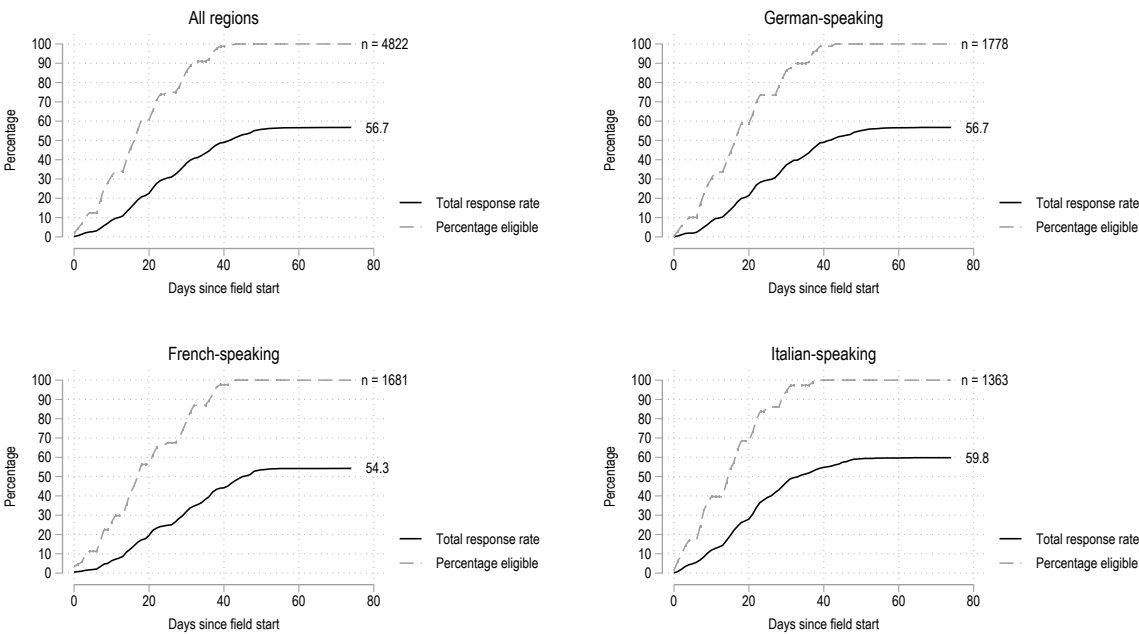 All regions
100
90
80
70
60
50
40
30
20
10
0
Percentage
n = 4822
56.7
Total response rate
Percentage eligible
0 20 40 60 80
Days since field start
German-speaking
100
90
80
70
60
50
40
30
20
10
0
Percentage
n = 1778
56.7
Total response rate
Percentage eligible
0 20 40 60 80
Days since field start
French-speaking
100
90
80
70
60
50
40
30
20
10
0
Percentage
n = 1681
54.3
Total response rate
Percentage eligible
0 20 40 60 80
Days since field start
Italian-speaking
100
90
80
70
60
50
40
30
20
10
0
Percentage
n = 1363
59.8
Total response rate
Percentage eligible
0 20 40 60 80
Days since field start